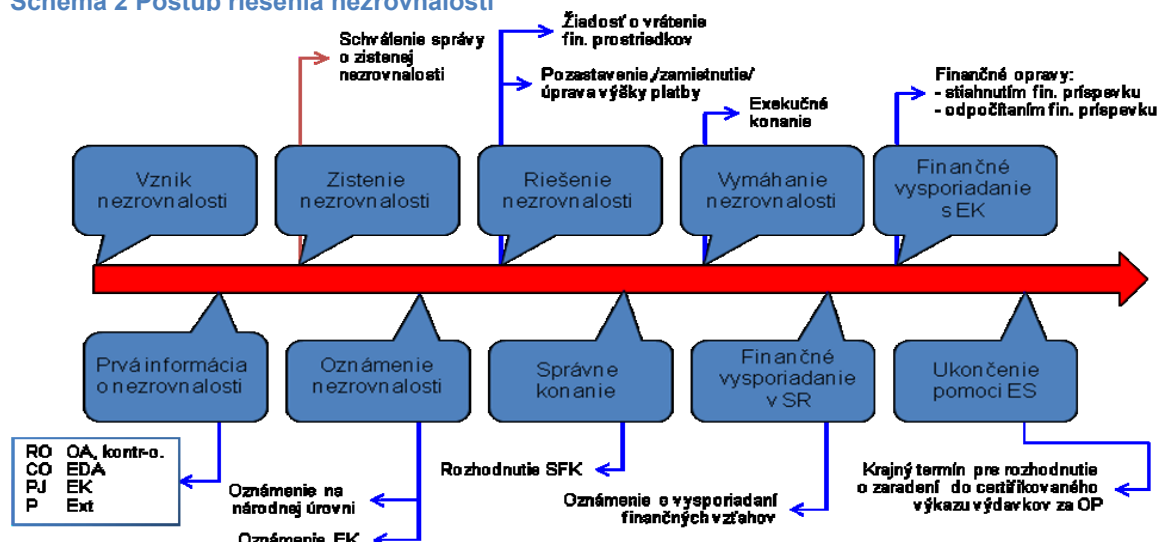 Schéma 2 Postup riešenia nezrovnalosti
Schválenie správy
o zistenej
nezrovnalosti
Žiadosť o vrátenie
fin. prostriedkov
Pozastavenie,/zamietnutie/
úprava výšky platby
Exekučné
konanie
Finančné opravy:
- stiahnutím fin. príspevku
- odpočítaním fin. príspevku
Vznik
nezrovnalosti
Zistenie
nezrovnalosti
Riešenie
nezrovnalosti
Vymáhanie
nezrovnalosti
Finančné
vysporiadanie
s EK
Prvá informácia
o nezrovnalosti
Oznámenie
nezrovnalosti
Správne
konanie
Finančné
vysporiadanie
v SR
Ukončenie
pomoci ES
RO OA, kontr-o.
CO EDA
PJ EK
P Ext
Oznámenie na
národnej úrovni
Oznámenie EK
Rozhodnutie SFK
Oznámenie o vysporiadaní
finančných vzťahov
Krajný termín pre rozhodnutie
o zaradení do certifikovaného
výkazu výdavkov za OP